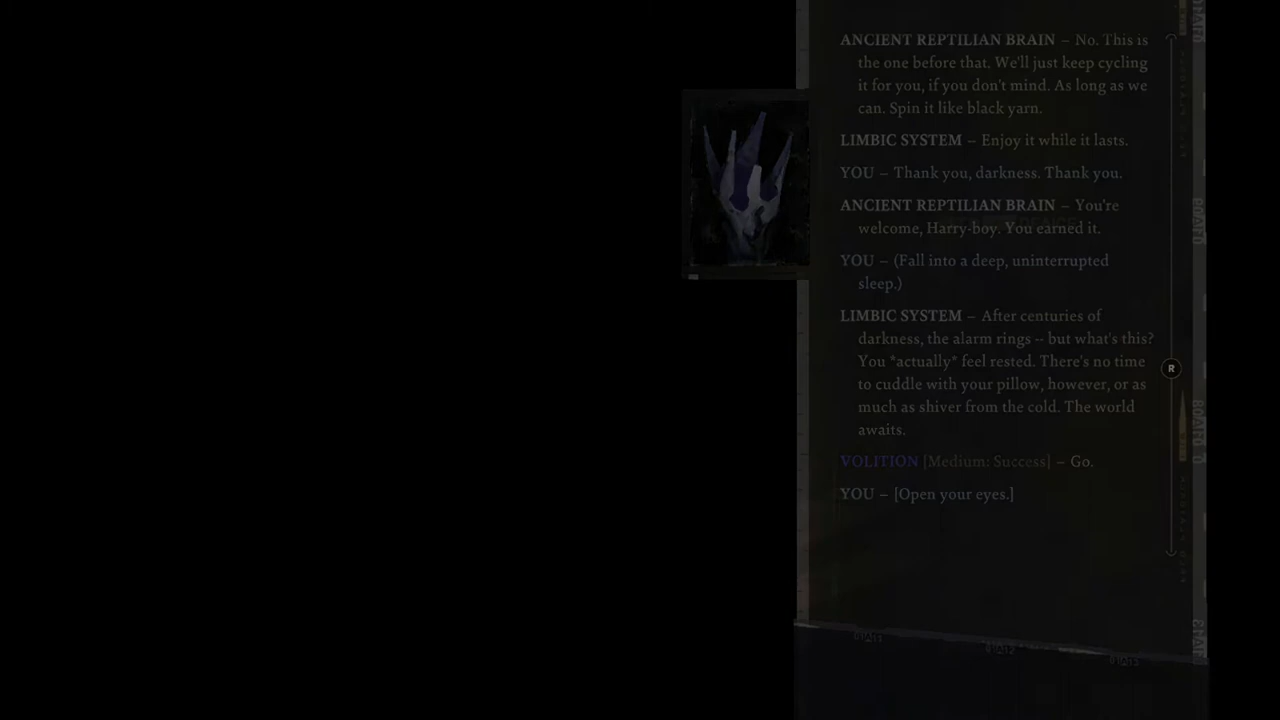 ANCIENT REPTILIAN BRAIN – No. This is
the one before that. We'll just keep cycling
it for you, if you don't mind. As long as we
can. Spin it like black yarn.
LIMBIC SYSTEM – Enjoy it while it lasts.
YOU – Thank you, darkness. Thank you.
ANCIENT REPTILIAN BRAIN – You're
welcome, Harry-boy. You earned it.
YOU – (Fall into a deep, uninterrupted
sleep.)
LIMBIC SYSTEM – After centuries of
darkness, the alarm rings -- but what's this?
You *actually* feel rested. There's no time
to cuddle with your pillow, however, or as
much as shiver from the cold. The world
awaits.
VOLITION [Medium: Success] – Go.
YOU – [Open your eyes.]
R